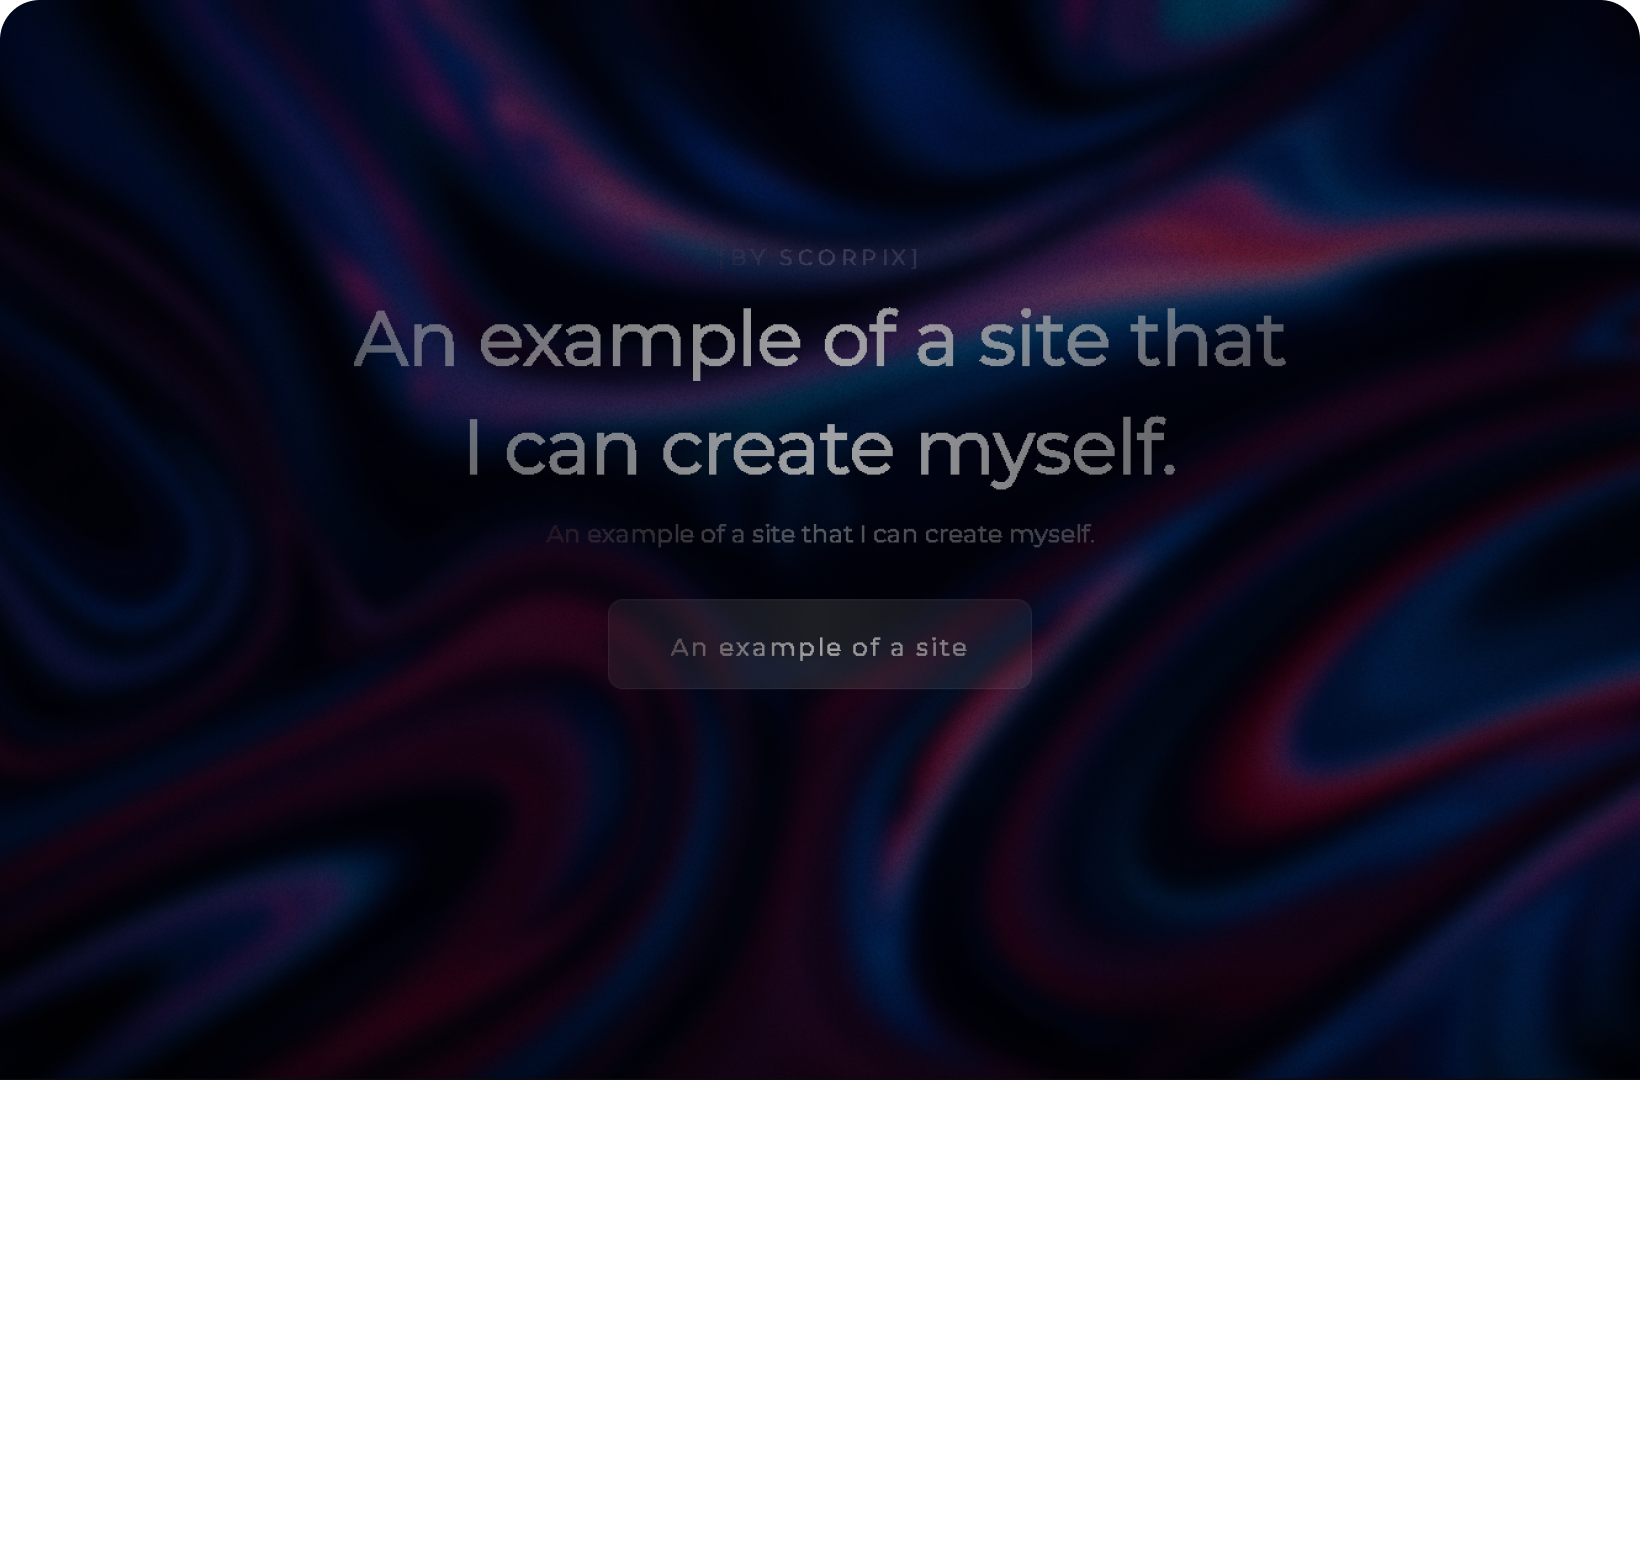 [BY SCORPIX]
An example of a site that
I can create myself.
An example of a site that I can create myself.
An example of a site